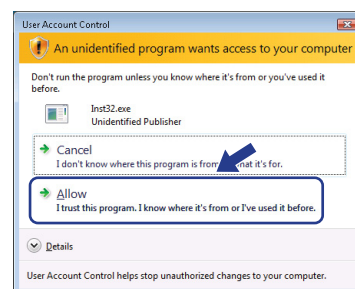 User Account Control
An unidentified program wants access to your computer
Don't run the program unless you know where it's from or you've used it
before.
Inst32.exe
Unidentified Publisher
Cancel
I don't know where this program is from what it's for.
Allow
I trust this program. I know where it's from or I've used it before.
Details
User Account Control helps stop unauthorized changes to your computer.